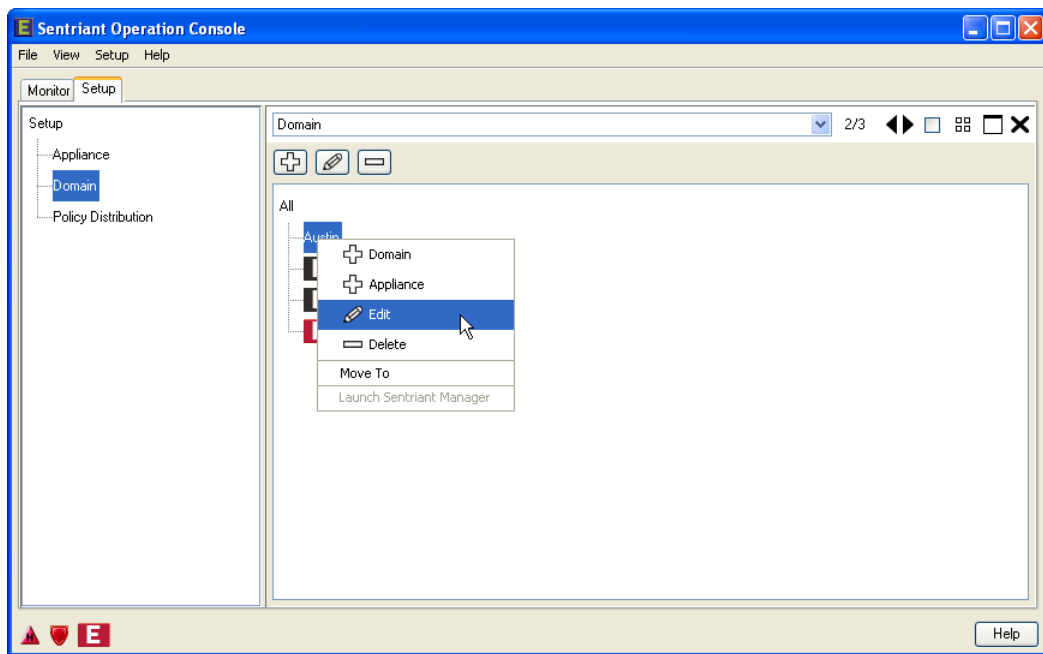 E Sentriant Operation Console
File View Setup Help
Monitor Setup
Setup
Appliance
Domain
Policy Distribution
Domain
2/3
All
Austin
Domain
Appliance
Edit
Delete
Move To
Launch Sentriant Manager
H E
Help